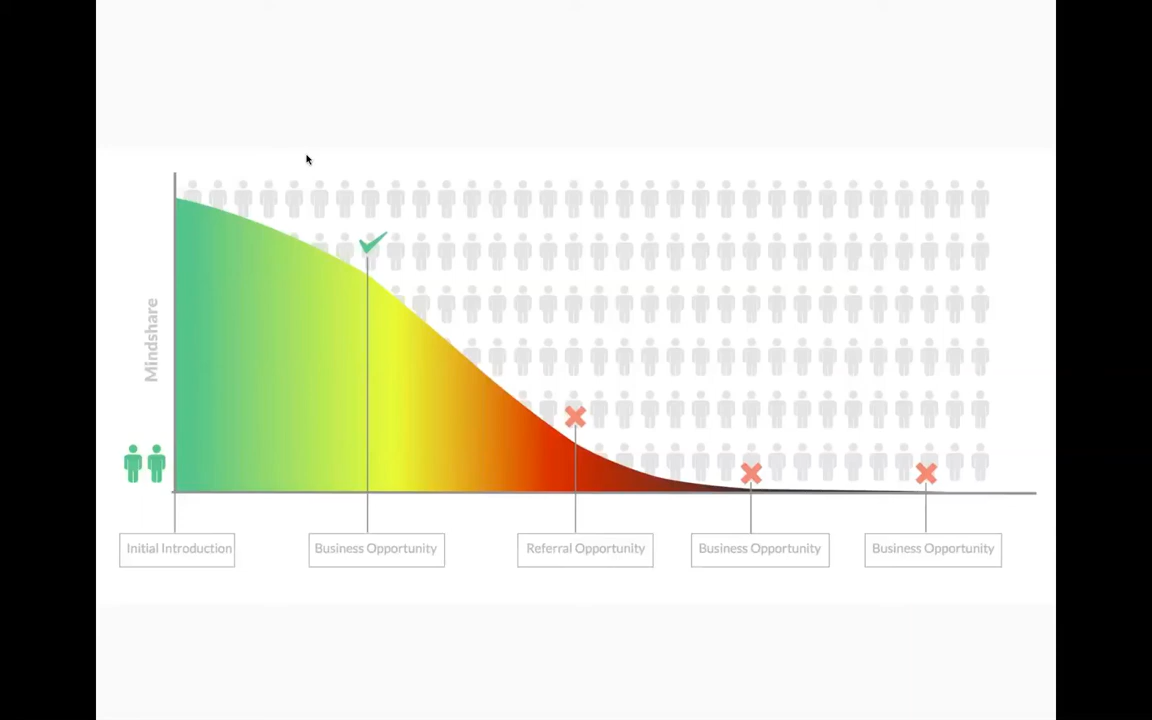 Mindshare
Initial Introduction
Business Opportunity
Referral Opportunity
Business Opportunity
Business Opportunity